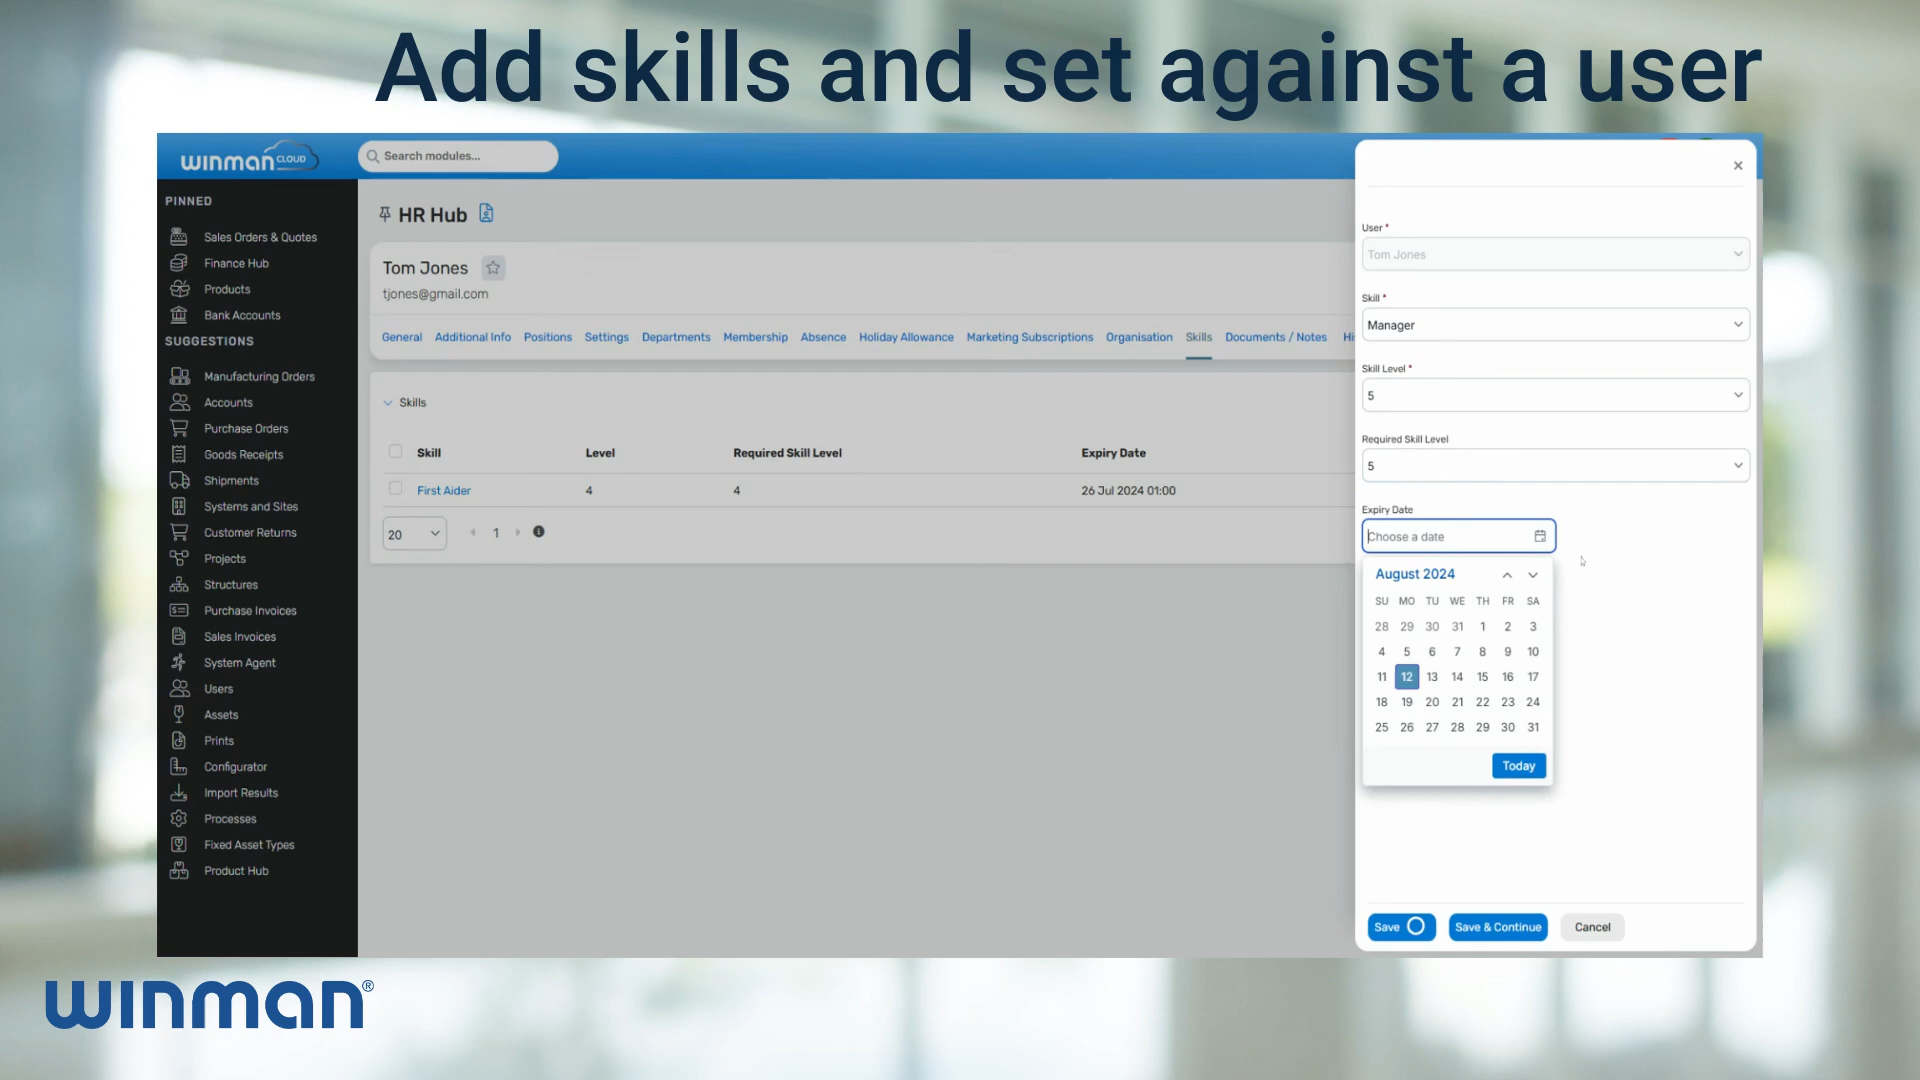 Add skills and set against a user
winman CLOUD
Search modules...
PINNED
Sales Orders & Quotes
Finance Hub
Products
Bank Accounts
SUGGESTIONS
Manufacturing Orders
Accounts
Purchase Orders
Goods Receipts
Shipments
Systems and Sites
Customer Returns
Projects
Structures
Purchase Invoices
Sales Invoices
System Agent
Users
Assets
Prints
Configurator
Import Results
Processes
Fixed Asset Types
Product Hub
HR Hub
Tom Jones
tjones@gmail.com
General Additional Info Positions Settings Departments Membership Absence Holiday Allowance Marketing Subscriptions Organisation Skills Documents / Notes Hi
Skills
Skill Level Required Skill Level Expiry Date
First Aider 4 4 26 Jul 2024 01:00
20 1
User *
Tom Jones
Skill *
Manager
Skill Level *
5
Required Skill Level
5
Expiry Date
Choose a date
August 2024
SU MO TU WE TH FR SA
28 29 30 31 1 2 3
4 5 6 7 8 9 10
11 12 13 14 15 16 17
18 19 20 21 22 23 24
25 26 27 28 29 30 31
Today
Save Save & Continue Cancel
winman®